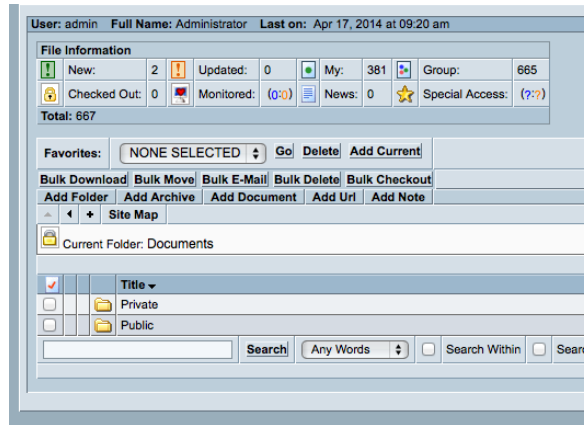 User: admin Full Name: Administrator Last on: Apr 17, 2014 at 09:20 am
File Information
New: 2 Updated: 0 My: 381 Group: 665
Checked Out: 0 Monitored: (0:0) News: 0 Special Access: (?:?)
Total: 667
Favorites: NONE SELECTED Go Delete Add Current
Bulk Download Bulk Move Bulk E-Mail Bulk Delete Bulk Checkout
Add Folder Add Archive Add Document Add Url Add Note
Site Map
Current Folder: Documents
Title
Private
Public
Search Any Words Search Within Sear